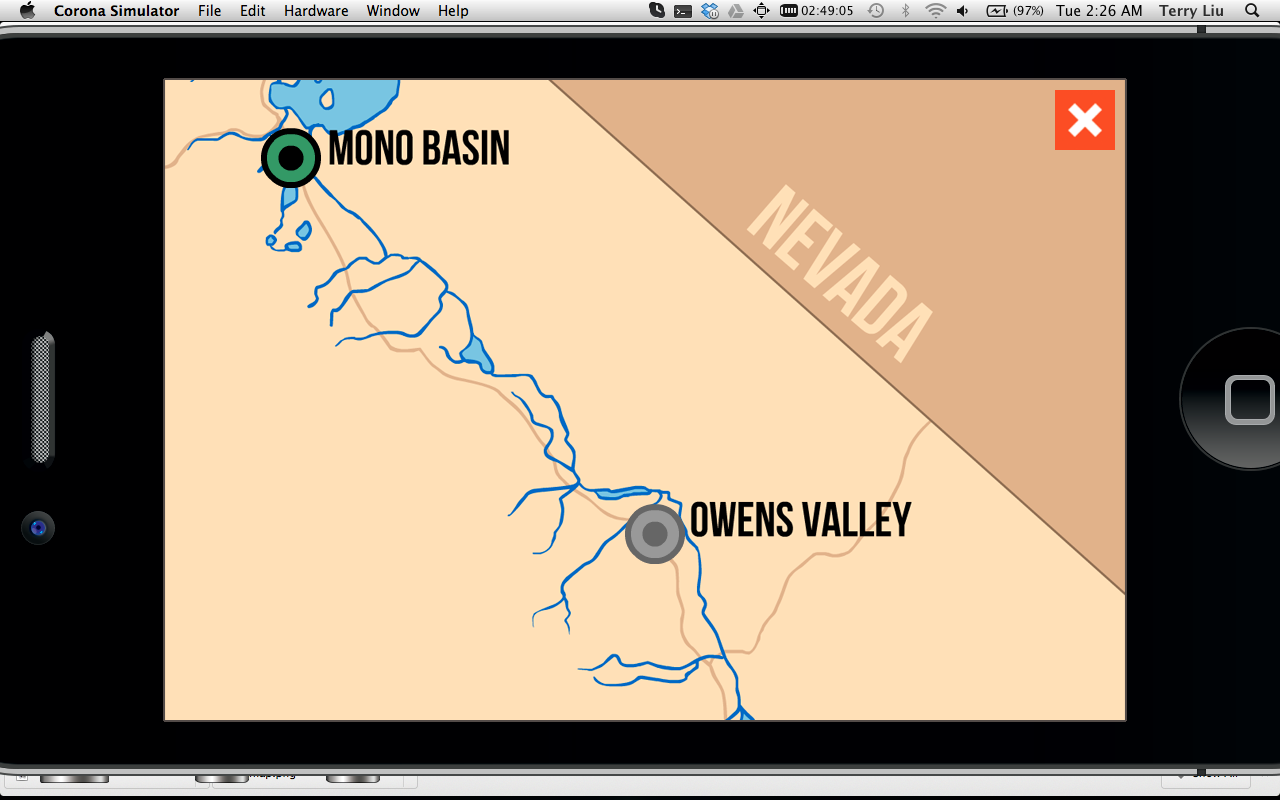 Corona Simulator File Edit Hardware Window Help 02:49:05 (97%) Tue 2:26 AM Terry Liu
MONO BASIN
NEVADA
OWENS VALLEY